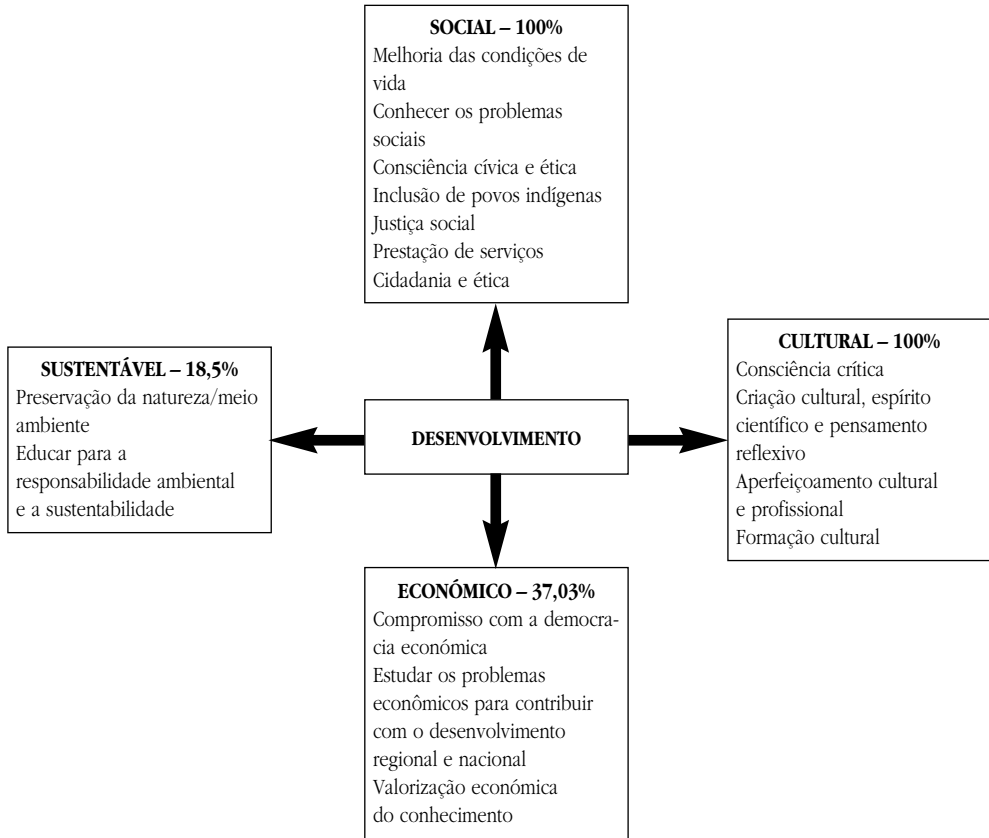 SOCIAL – 100%
Melhoria das condições de
vida
Conhecer os problemas
sociais
Consciência cívica e ética
Inclusão de povos indígenas
Justiça social
Prestação de serviços
Cidadania e ética
SUSTENTÁVEL – 18,5%
Preservação da natureza/meio
ambiente
Educar para a
responsabilidade ambiental
e a sustentabilidade
DESENVOLVIMENTO
CULTURAL – 100%
Consciência crítica
Criação cultural, espírito
científico e pensamento
reflexivo
Aperfeiçoamento cultural
e profissional
Formação cultural
ECONÓMICO – 37,03%
Compromisso com a democra-
cia económica
Estudar os problemas
econômicos para contribuir
com o desenvolvimento
regional e nacional
Valorização económica
do conhecimento